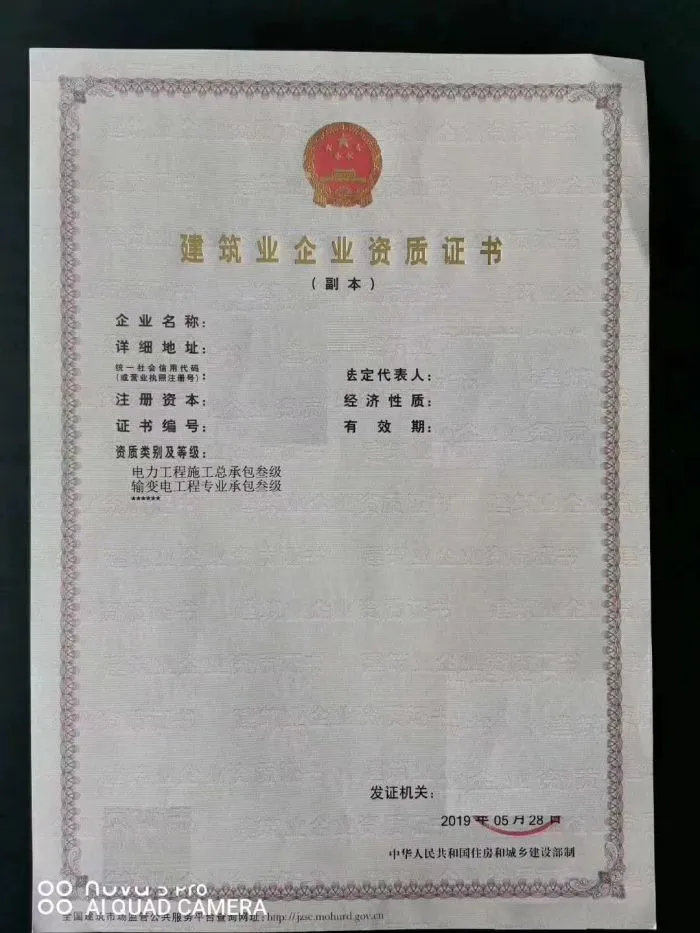 建筑业企业资质证书
（副本）
企业名称：
详细地址：
统一社会信用代码
（或营业执照注册号）：
法定代表人：
注册资本：
经济性质：
证书编号：
有效期：
资质类别及等级：
电力工程施工总承包叁级
输变电工程专业承包叁级
******
发证机关：
2019 年 05 月 28 日
中华人民共和国住房和城乡建设部制
nova 5 Pro
AI QUAD CAMERA
全国建筑市场监管公共服务平台查询网址:http://jzsc.mohurd.gov.cn